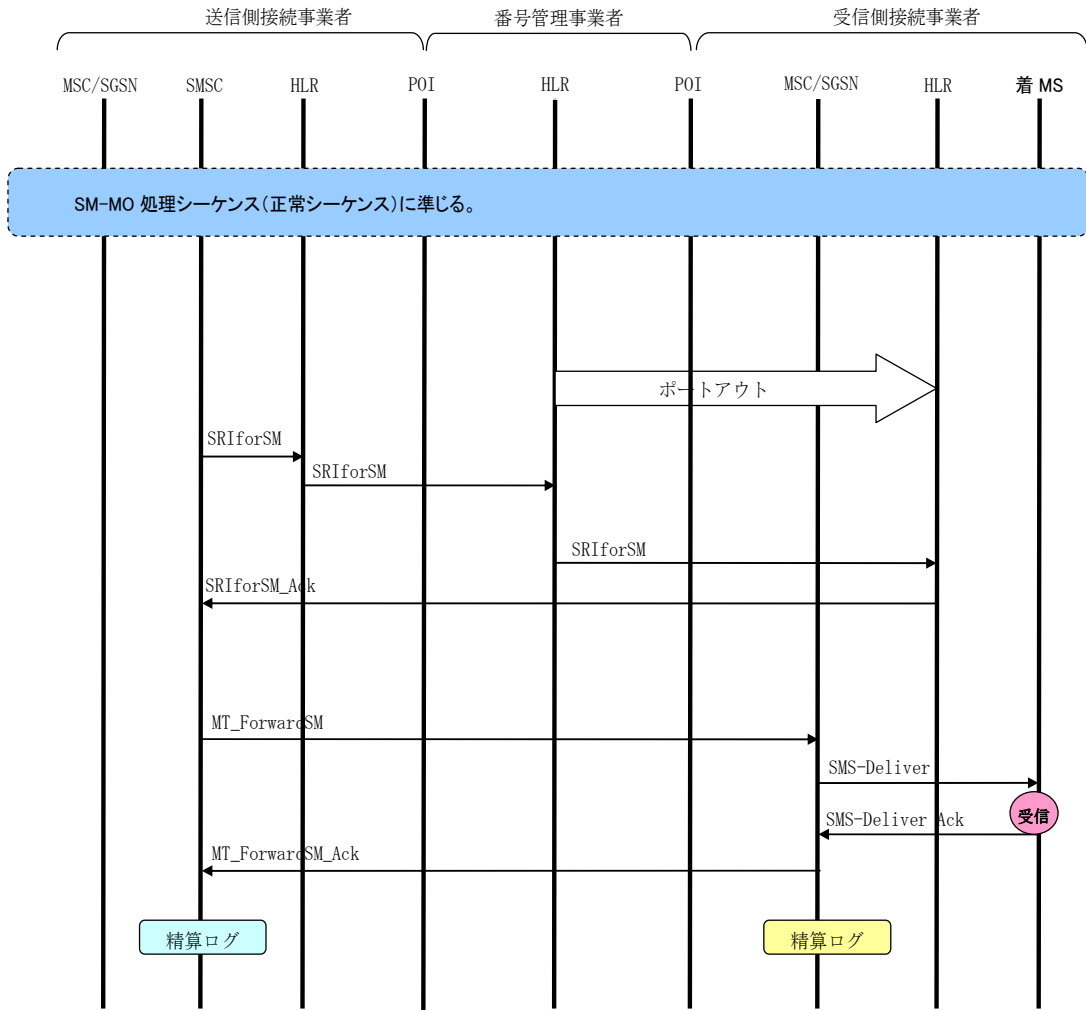 送信側接続事業者
番号管理事業者
受信側接続事業者
MSC/SGSN
SMSC
HLR
POI
HLR
POI
MSC/SGSN
HLR
着 MS
SM-MO 処理シーケンス(正常シーケンス)に準じる。
ポートアウト
SRIforSM
SRIforSM
SRIforSM
SRIforSM_Ack
MT_ForwardSM
SMS-Deliver
受信
SMS-Deliver Ack
MT_ForwardSM_Ack
精算ログ
精算ログ